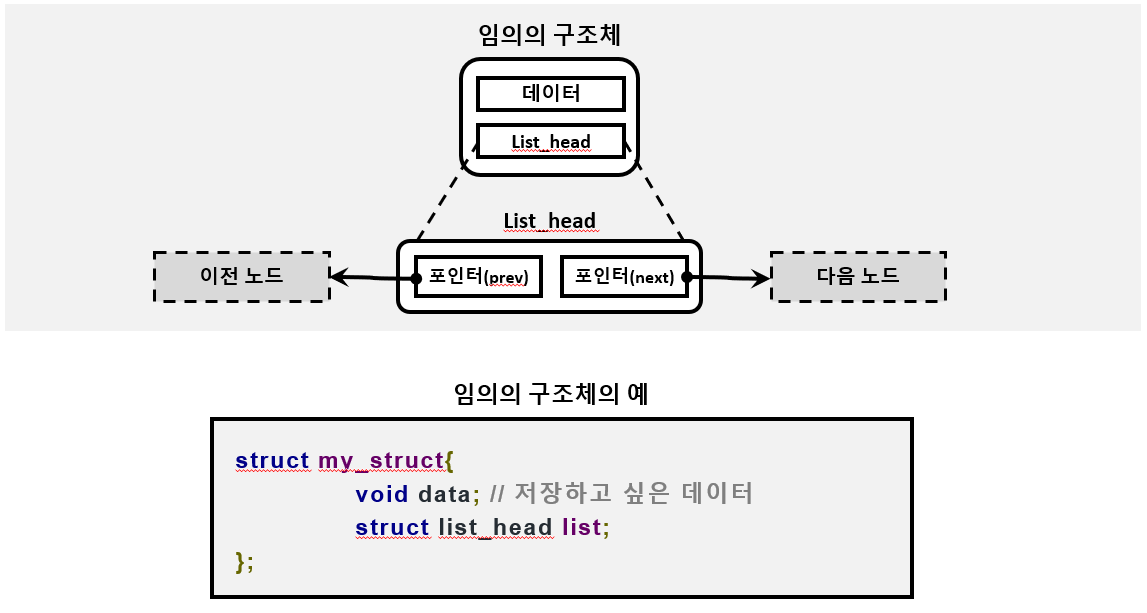 임의의 구조체
데이터
List_head
List_head
이전 노드
포인터(prev)
포인터(next)
다음 노드
임의의 구조체의 예
struct my_struct{
void data; // 저장하고 싶은 데이터
struct list_head list;
};